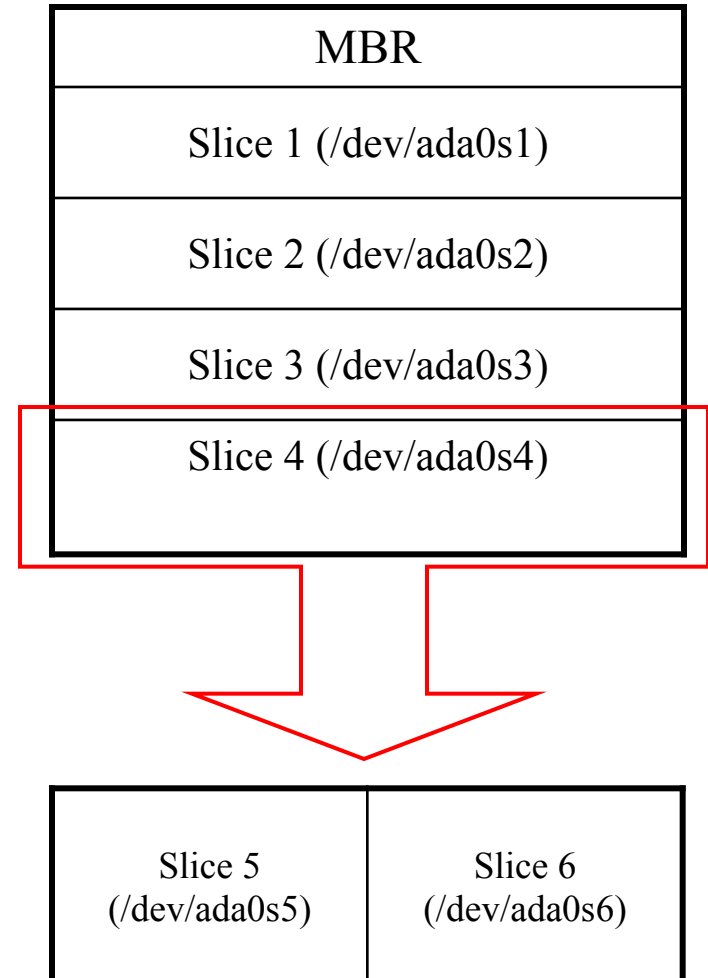 MBR
Slice 1 (/dev/ada0s1)
Slice 2 (/dev/ada0s2)
Slice 3 (/dev/ada0s3)
Slice 4 (/dev/ada0s4)
Slice 5
(/dev/ada0s5)
Slice 6
(/dev/ada0s6)